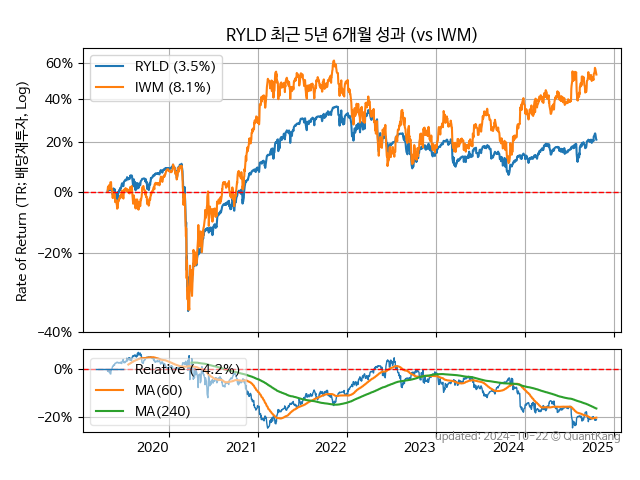 RYLD 최근 5년 6개월 성과 (vs IWM)
Rate of Return (TR: 배당재투자, Log)
60%
40%
20%
0%
−20%
−40%
RYLD (3.5%)
IWM (8.1%)
0%
−20%
Relative (−4.2%)
MA(60)
MA(240)
updated: 2024-10-22 © QuantKang
2020
2021
2022
2023
2024
2025